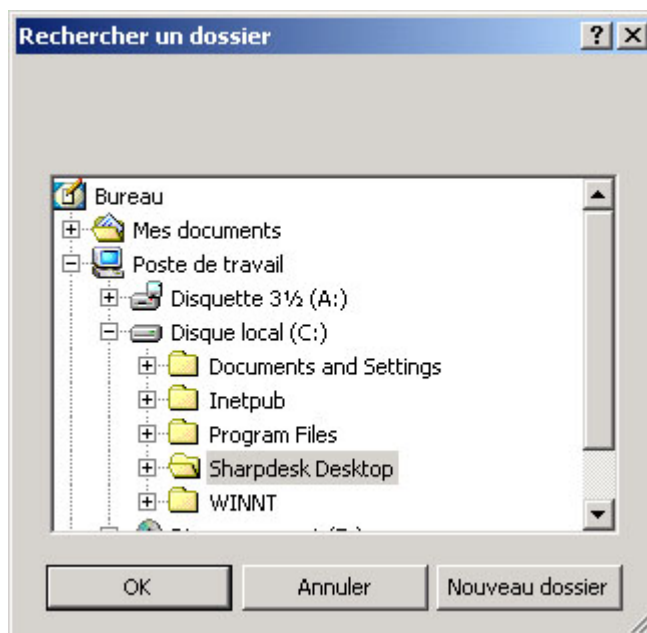 Rechercher un dossier
Bureau
Mes documents
Poste de travail
Disquette 3½ (A:)
Disque local (C:)
Documents and Settings
Inetpub
Program Files
Sharpdesk Desktop
WINNT
OK Annuler Nouveau dossier